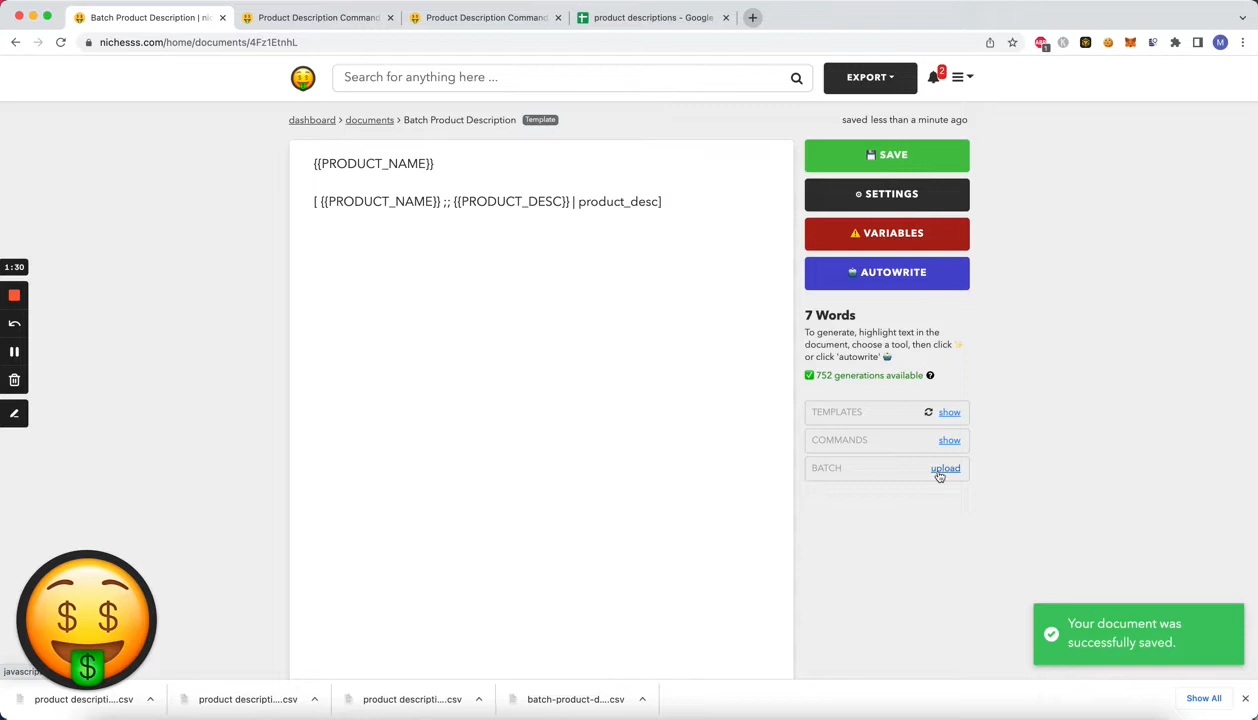 Batch Product Description | nic
Product Description Command
Product Description Comman
product descriptions - Google
nichesss.com/home/documents/4Fz1EtnhL
M
Search for anything here ...
EXPORT
2
dashboard > documents > Batch Product Description Template
saved less than a minute ago
{{PRODUCT_NAME}}
[ {{PRODUCT_NAME}} ;; {{PRODUCT_DESC}} | product_desc]
SAVE
SETTINGS
VARIABLES
AUTOWRITE
7 Words
To generate, highlight text in the
document, choose a tool, then click
or click 'autowrite'
752 generations available
TEMPLATES show
COMMANDS show
BATCH upload
1:30
Your document was
successfully saved.
javascrip
product descripti....csv
product descripti....csv
product descripti....csv
batch-product-d....csv
Show All